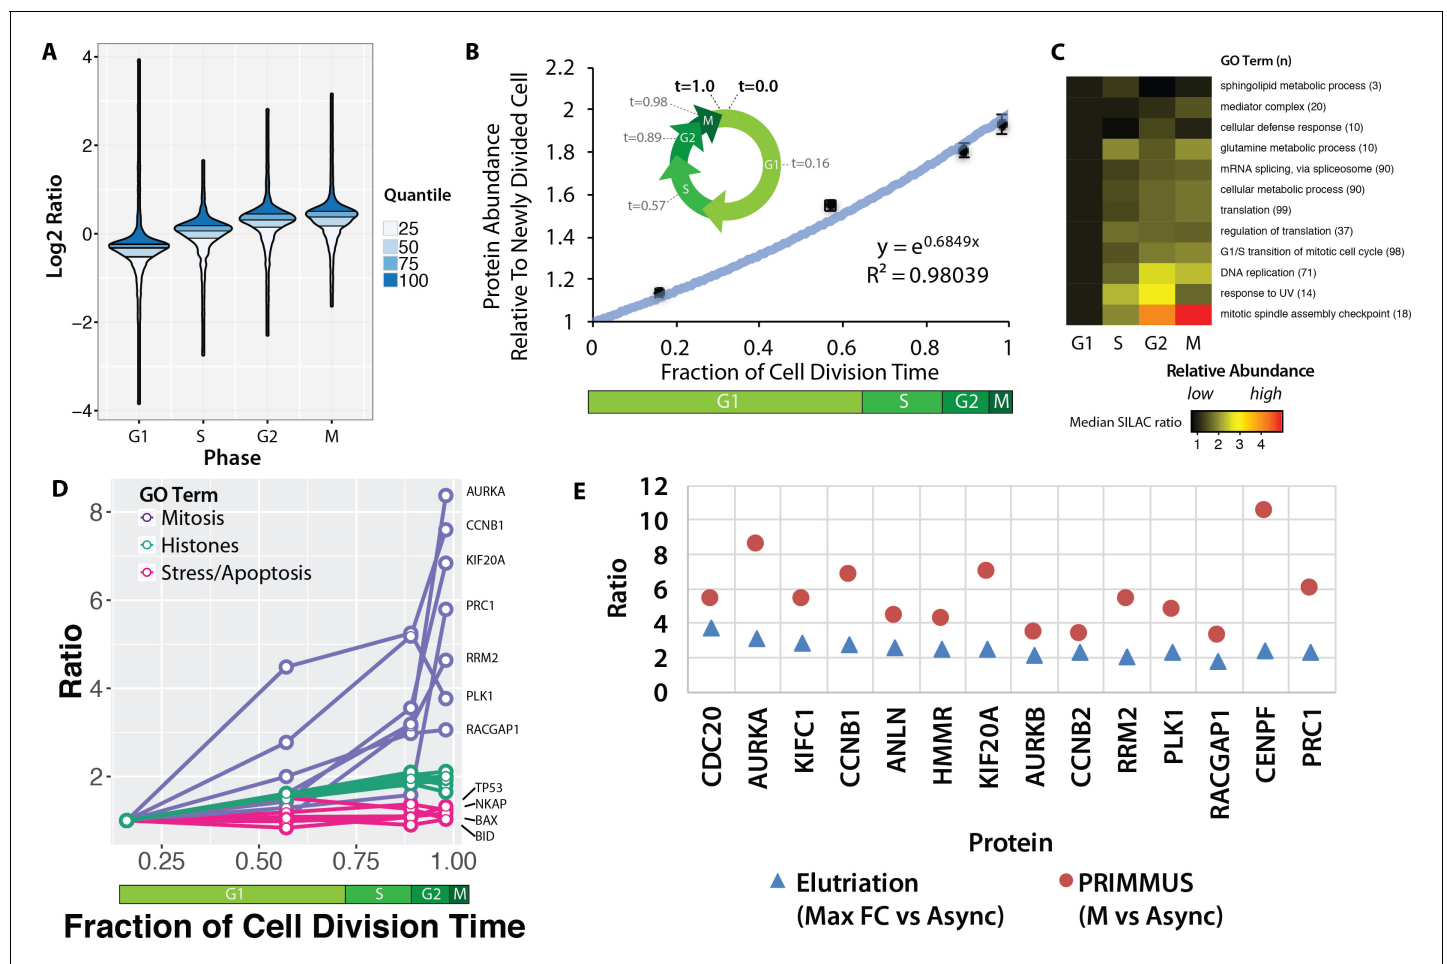 A
4
2
0
−2
−4
Log2 Ratio
G1 S G2 M
Phase
Quantile
25
50
75
100
B
2.2
2
1.8
1.6
1.4
1.2
1
Protein Abundance
Relative To Newly Divided Cell
t=1.0 t=0.0
t=0.98
t=0.89
t=0.57
t=0.16
M
G2
S
G1
y = e0.6849x
R2 = 0.98039
0 0.2 0.4 0.6 0.8 1
Fraction of Cell Division Time
G1 S G2 M
C
GO Term (n)
sphingolipid metabolic process (3)
mediator complex (20)
cellular defense response (10)
glutamine metabolic process (10)
mRNA splicing, via spliceosome (90)
cellular metabolic process (90)
translation (99)
regulation of translation (37)
G1/S transition of mitotic cell cycle (98)
DNA replication (71)
response to UV (14)
mitotic spindle assembly checkpoint (18)
G1 S G2 M
Relative Abundance
low high
Median SILAC ratio
1 2 3 4
D
GO Term
Mitosis
Histones
Stress/Apoptosis
8
6
4
2
Ratio
AURKA
CCNB1
KIF20A
PRC1
RRM2
PLK1
RACGAP1
TP53
NKAP
BAX
BID
0.25 0.50 0.75 1.00
G1 S G2 M
Fraction of Cell Division Time
E
12
10
8
6
4
2
0
Ratio
CDC20
AURKA
KIFC1
CCNB1
ANLN
HMMR
KIF20A
AURKB
CCNB2
RRM2
PLK1
RACGAP1
CENPF
PRC1
Protein
Elutriation
(Max FC vs Async)
PRIMMUS
(M vs Async)